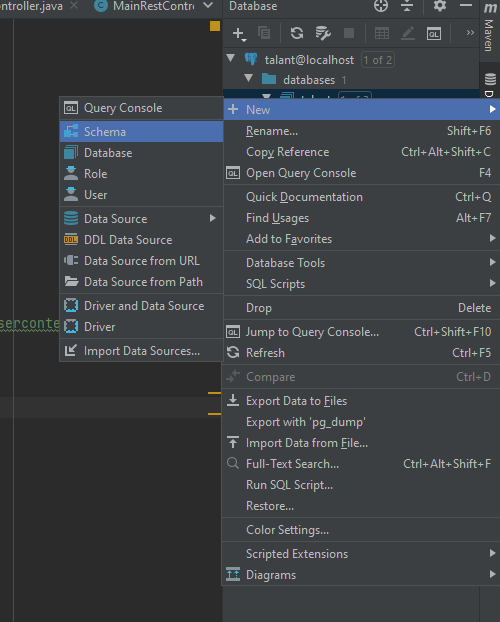 ontroller.java
MainRestContro
Database
talant@localhost 1 of 2
databases 1
Maven
Query Console
Schema
Database
Role
User
Data Source
DDL Data Source
Data Source from URL
Data Source from Path
Driver and Data Source
Driver
Import Data Sources...
serconte
New
Rename... Shift+F6
Copy Reference Ctrl+Alt+Shift+C
Open Query Console F4
Quick Documentation Ctrl+Q
Find Usages Alt+F7
Add to Favorites
Database Tools
SQL Scripts
Drop Delete
Jump to Query Console... Ctrl+Shift+F10
Refresh Ctrl+F5
Compare Ctrl+D
Export Data to Files
Export with 'pg_dump'
Import Data from File...
Full-Text Search... Ctrl+Alt+Shift+F
Run SQL Script...
Restore...
Color Settings...
Scripted Extensions
Diagrams